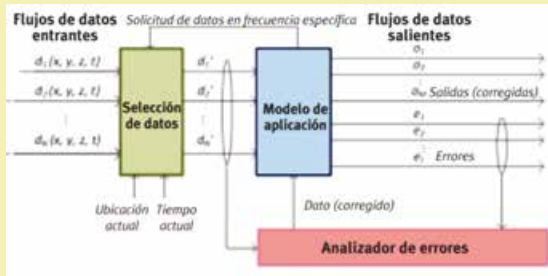 Flujos de datos
entrantes
Solicitud de datos en frecuencia específica
Flujos de datos
salientes
d₁ (x, y, z, t)
d₂ (x, y, z, t)
⋮
dₙ (x, y, z, t)
Selección
de datos
d₁'
d₂'
⋮
dₙ'
Modelo de
aplicación
o₁
o₂
⋮
oₘ Salidas (corregidas)
e₁
e₂
⋮
eᵢ Errores
Ubicación
actual
Tiempo
actual
Dato (corregido)
Analizador de errores